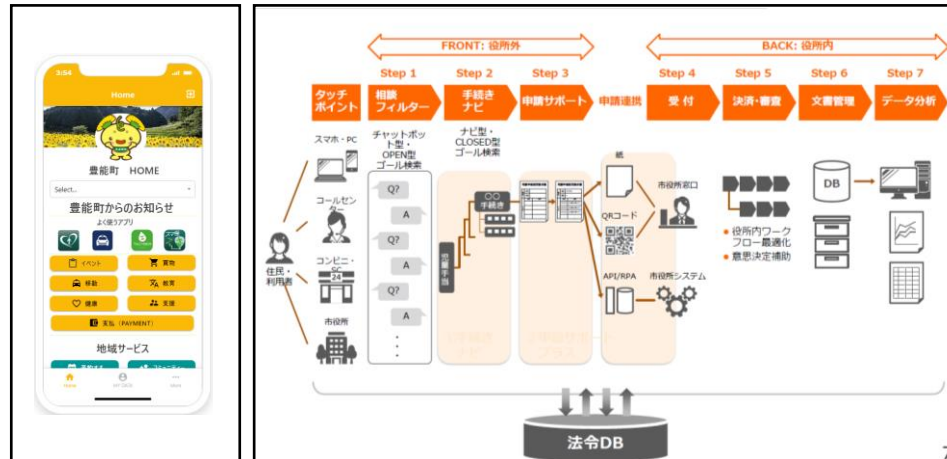 3:54
Home
豊能町 HOME
Select...
豊能町からのお知らせ
よく使うアプリ
イベント
買物
移動
教育
健康
支援
支払（PAYMENT）
地域サービス
Home
More
FRONT: 役所外
BACK: 役所内
Step 1
Step 2
Step 3
Step 4
Step 5
Step 6
Step 7
タッチ
ポイント
相談
フィルター
手続き
ナビ
申請サポート
申請連携
受 付
決済・審査
文書管理
データ分析
スマホ・PC
コールセン
ター
コンビニ・
SC
24
市役所
住民・
利用者
チャットボッ
ト型・
OPEN型
ゴール検索
Q?
A
Q?
A
Q?
A
ナビ型・
CLOSED型
ゴール検索
〇〇
手続き
児童手当
紙
QRコード
API/RPA
市役所窓口
市役所システム
役所内ワーク
フロー最適化
意思決定補助
DB
法令DB